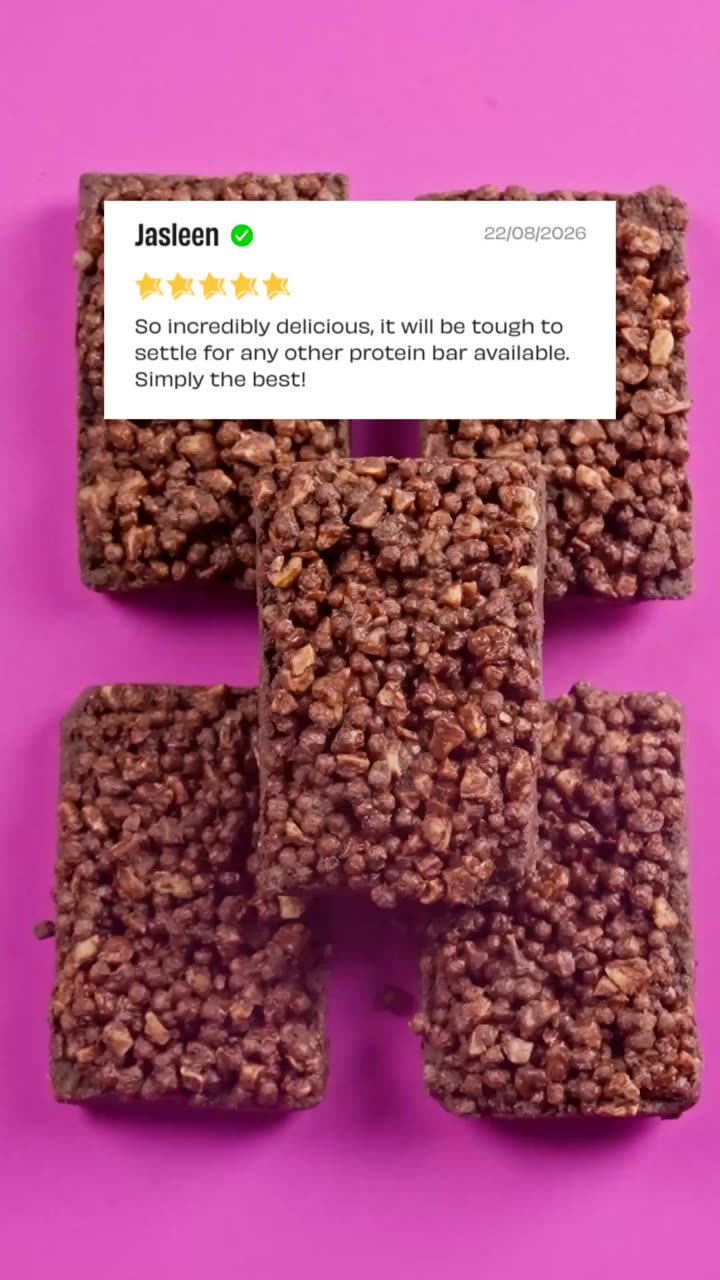 Jasleen
22/08/2026
So incredibly delicious, it will be tough to
settle for any other protein bar available.
Simply the best!